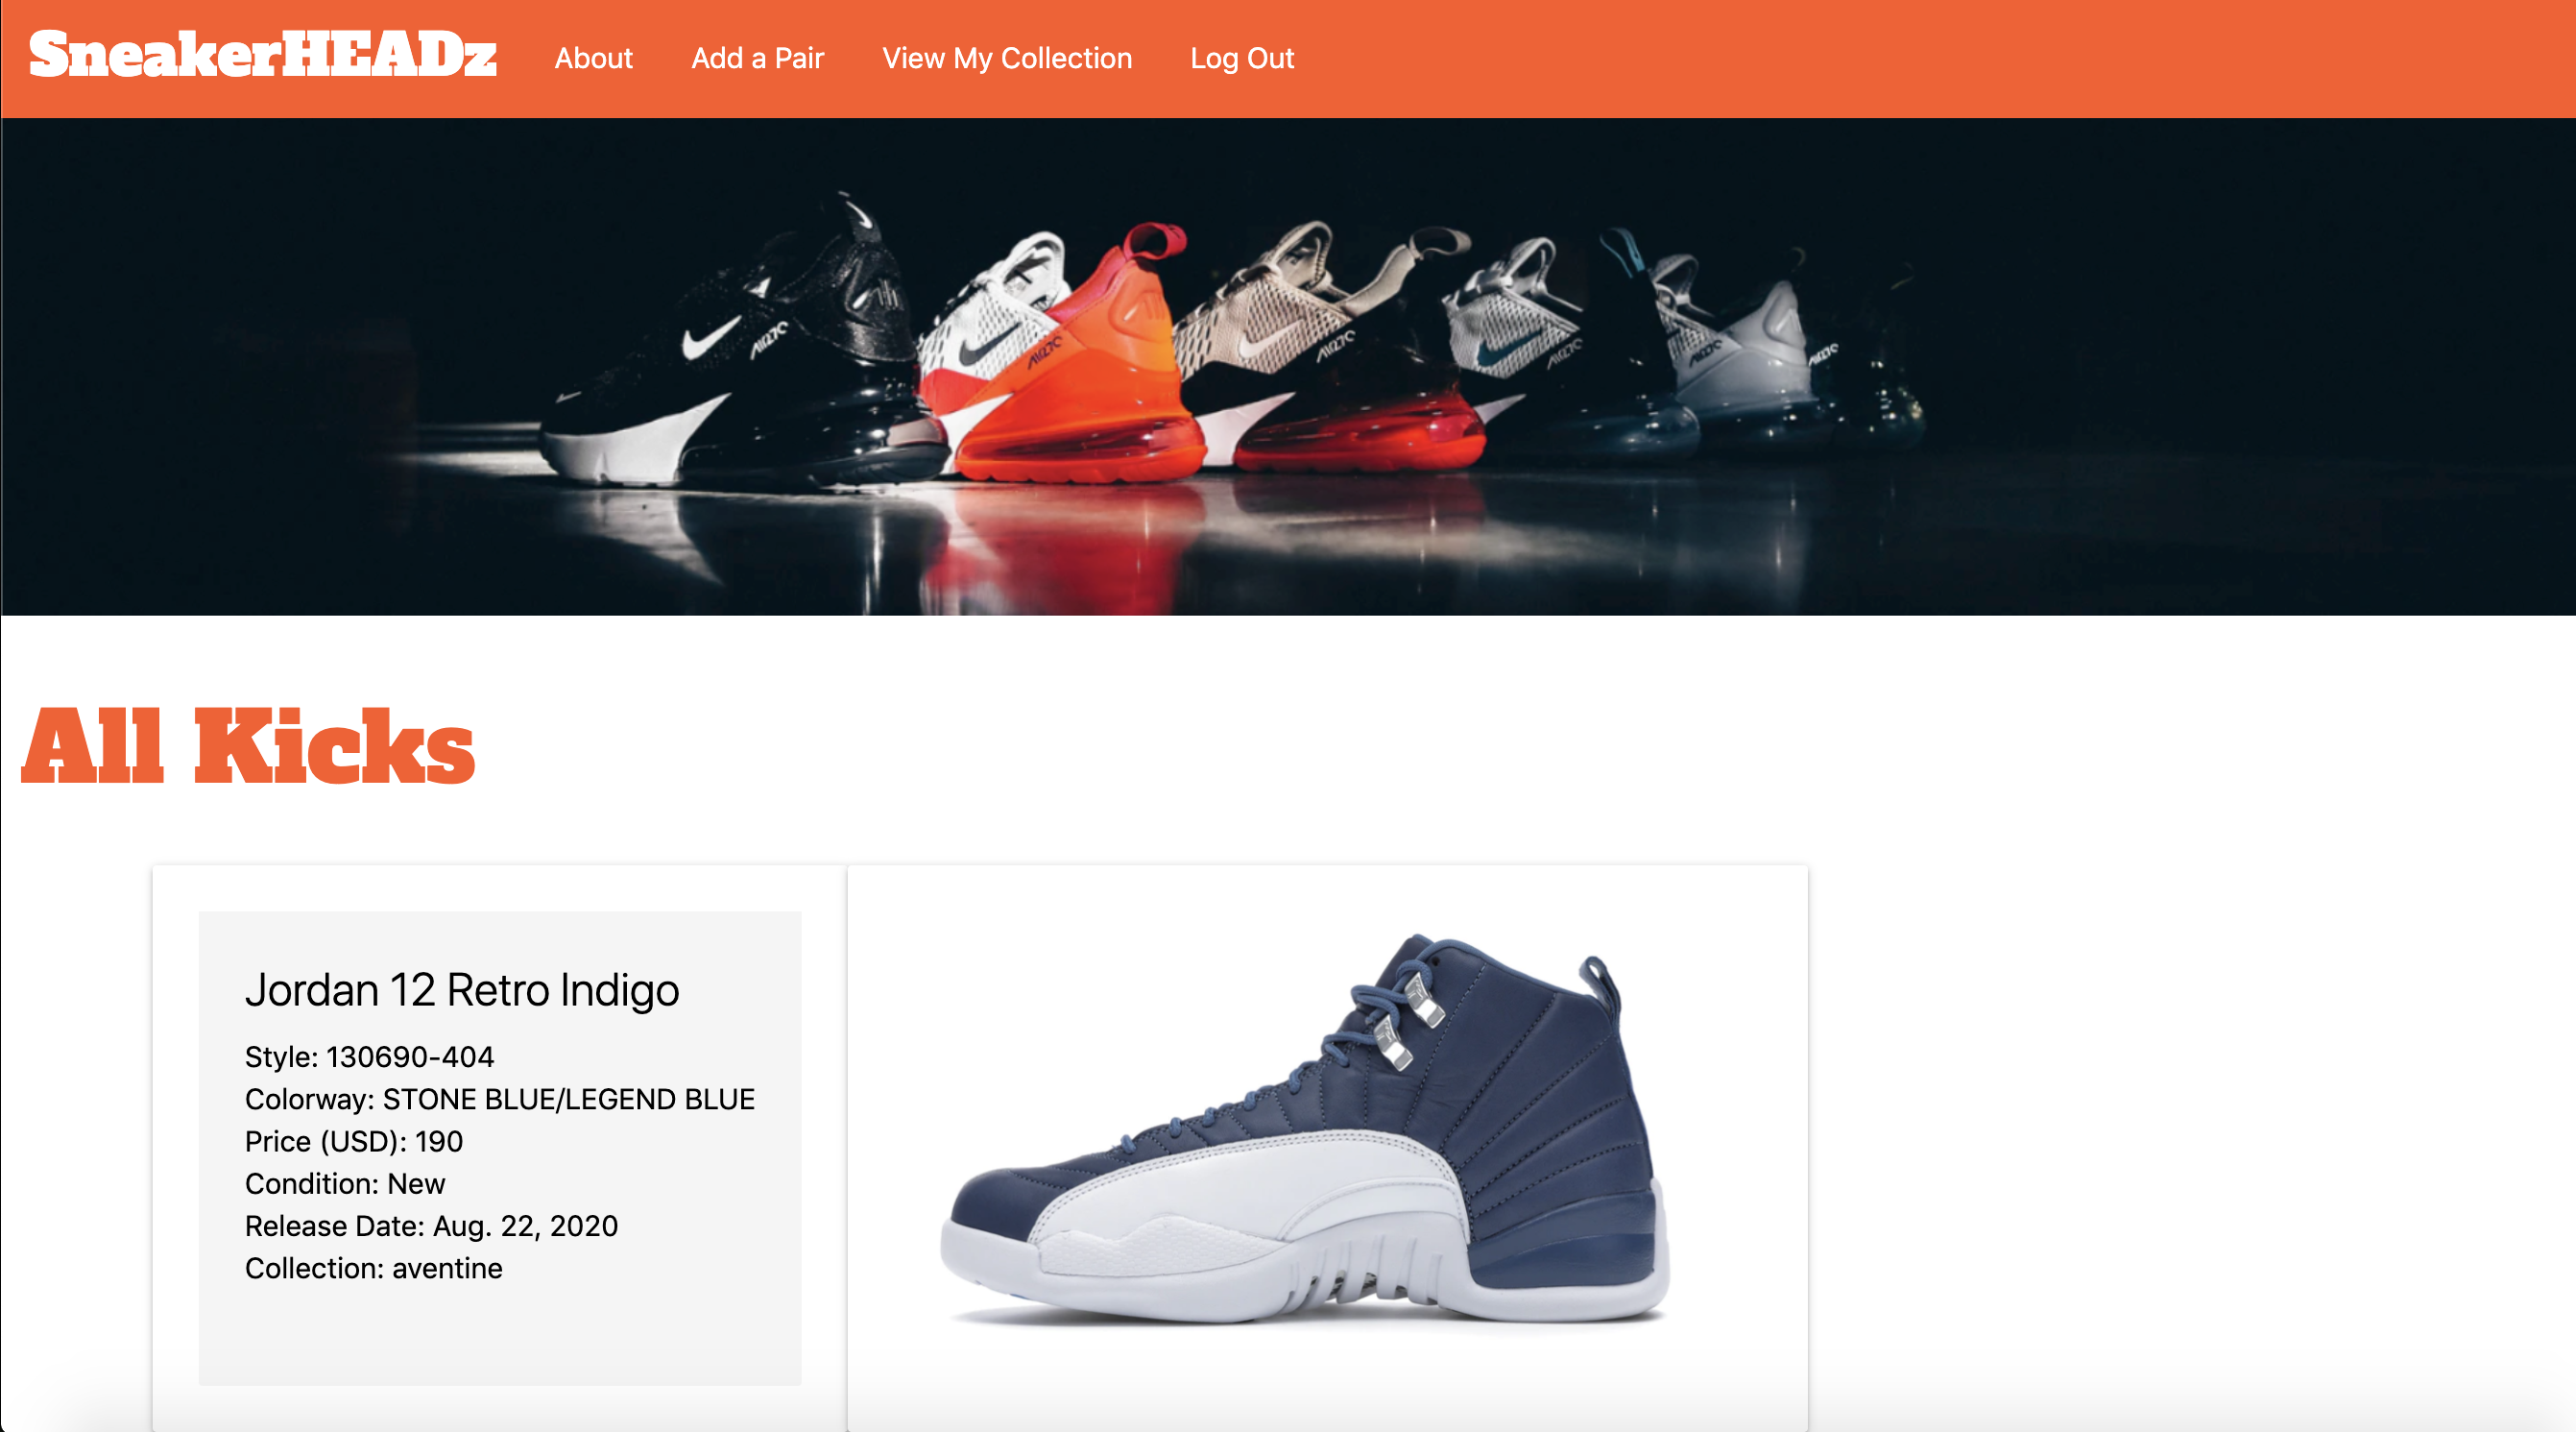 SneakerHEADz About Add a Pair View My Collection Log Out
All Kicks
Jordan 12 Retro Indigo
Style: 130690-404
Colorway: STONE BLUE/LEGEND BLUE
Price (USD): 190
Condition: New
Release Date: Aug. 22, 2020
Collection: aventine